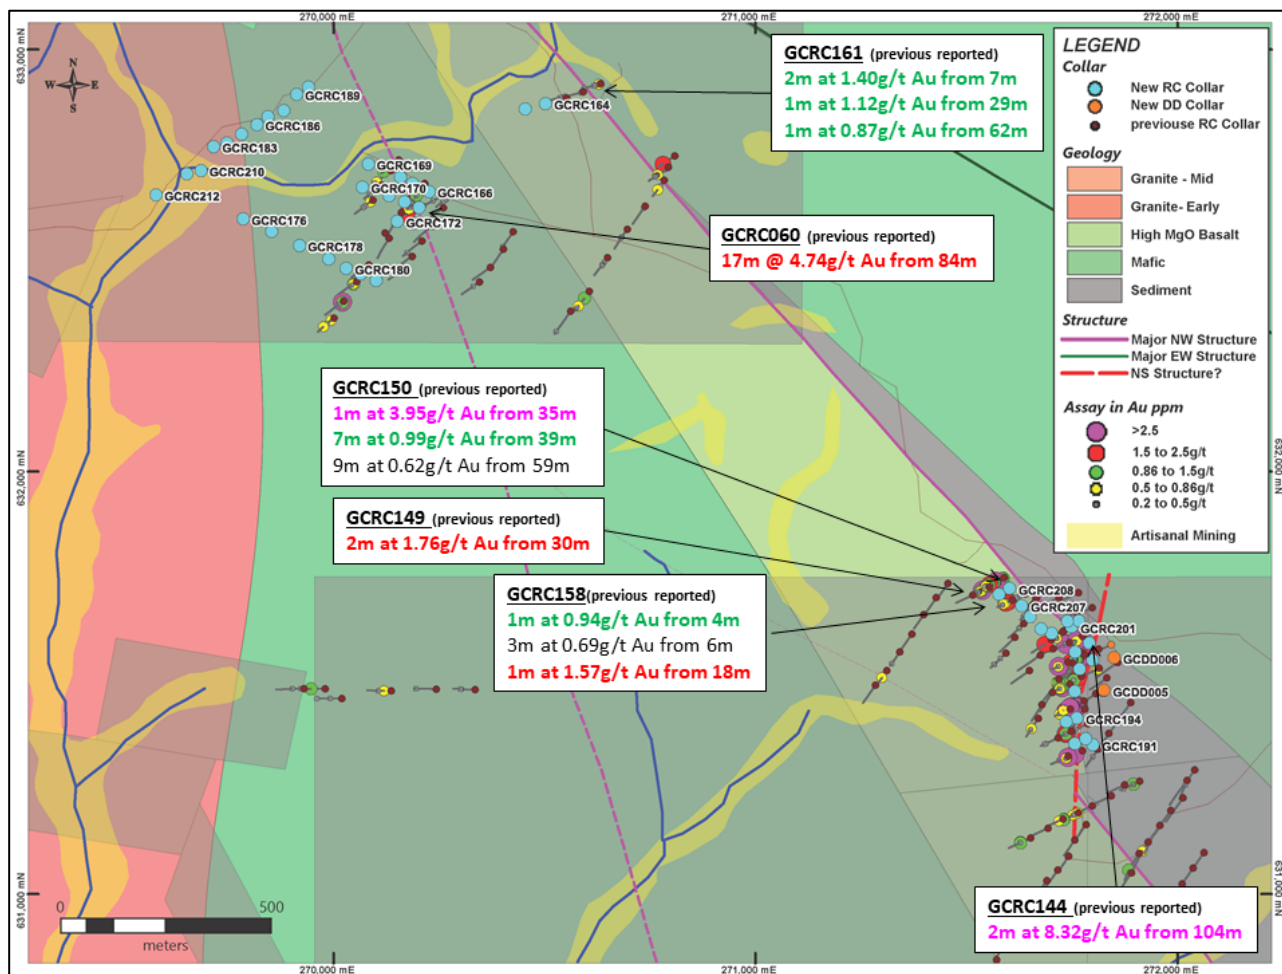 270,000 mE
271,000 mE
272,000 mE
633,000 mN
N
W E
S
GCRC189
GCRC186
GCRC183
GCRC210
GCRC212
GCRC176
GCRC178
GCRC180
GCRC169
GCRC170
GCRC166
GCRC172
GCRC164
GCRC161 (previous reported)
2m at 1.40g/t Au from 7m
1m at 1.12g/t Au from 29m
1m at 0.87g/t Au from 62m
GCRC060 (previous reported)
17m @ 4.74g/t Au from 84m
LEGEND
Collar
New RC Collar
New DD Collar
previouse RC Collar
Geology
Granite - Mid
Granite- Early
High MgO Basalt
Mafic
Sediment
Structure
Major NW Structure
Major EW Structure
NS Structure?
Assay in Au ppm
>2.5
1.5 to 2.5g/t
0.86 to 1.5g/t
0.5 to 0.86g/t
0.2 to 0.5g/t
Artisanal Mining
GCRC150 (previous reported)
1m at 3.95g/t Au from 35m
7m at 0.99g/t Au from 39m
9m at 0.62g/t Au from 59m
632,000 mN
632,000 mN
GCRC149 (previous reported)
2m at 1.76g/t Au from 30m
GCRC158 (previous reported)
1m at 0.94g/t Au from 4m
3m at 0.69g/t Au from 6m
1m at 1.57g/t Au from 18m
GCRC208
GCRC207
GCRC201
GCDD006
GCDD005
GCRC194
GCRC191
631,000 mN
631,000 mN
GCRC144 (previous reported)
2m at 8.32g/t Au from 104m
0 500
meters
270,000 mE
271,000 mE
272,000 mE